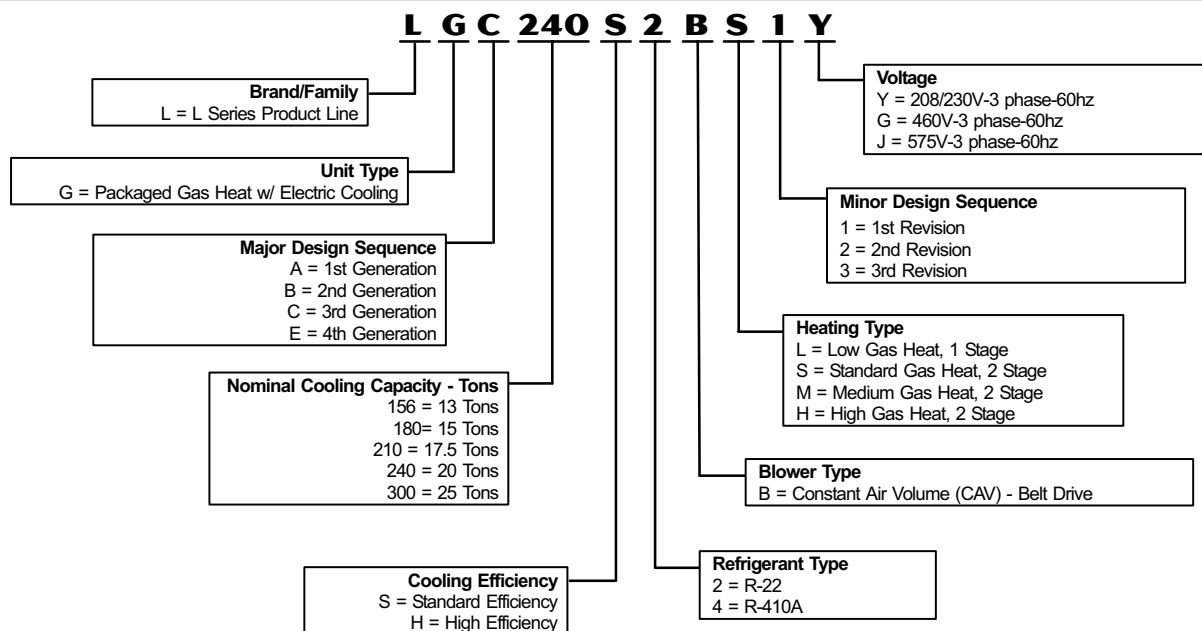 L G C 240 S 2 B S 1 Y
Brand/Family
L = L Series Product Line
Unit Type
G = Packaged Gas Heat w/ Electric Cooling
Major Design Sequence
A = 1st Generation
B = 2nd Generation
C = 3rd Generation
E = 4th Generation
Nominal Cooling Capacity - Tons
156 = 13 Tons
180= 15 Tons
210 = 17.5 Tons
240 = 20 Tons
300 = 25 Tons
Cooling Efficiency
S = Standard Efficiency
H = High Efficiency
Voltage
Y = 208/230V-3 phase-60hz
G = 460V-3 phase-60hz
J = 575V-3 phase-60hz
Minor Design Sequence
1 = 1st Revision
2 = 2nd Revision
3 = 3rd Revision
Heating Type
L = Low Gas Heat, 1 Stage
S = Standard Gas Heat, 2 Stage
M = Medium Gas Heat, 2 Stage
H = High Gas Heat, 2 Stage
Blower Type
B = Constant Air Volume (CAV) - Belt Drive
Refrigerant Type
2 = R-22
4 = R-410A